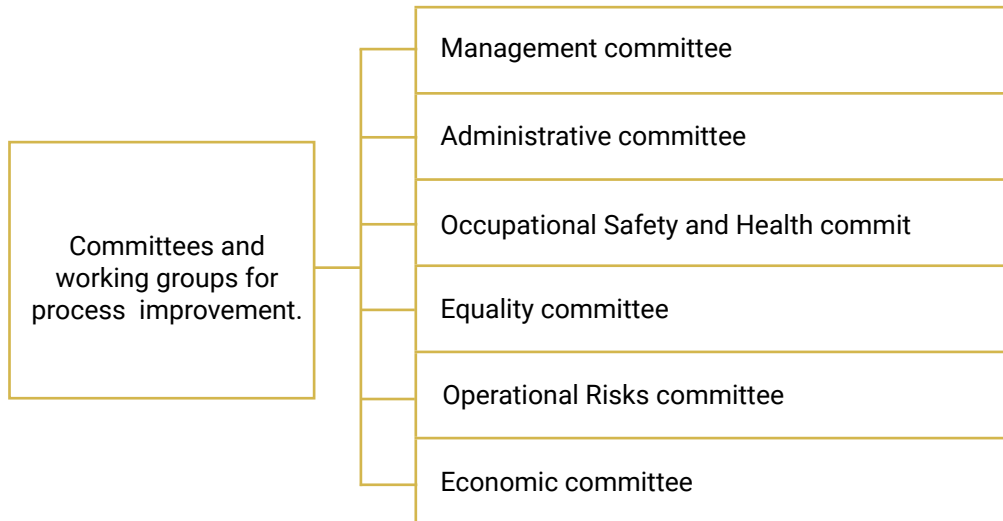 Management committee
Administrative committee
Occupational Safety and Health commit
Committees and
working groups for
process  improvement.
Equality committee
Operational Risks committee
Economic committee